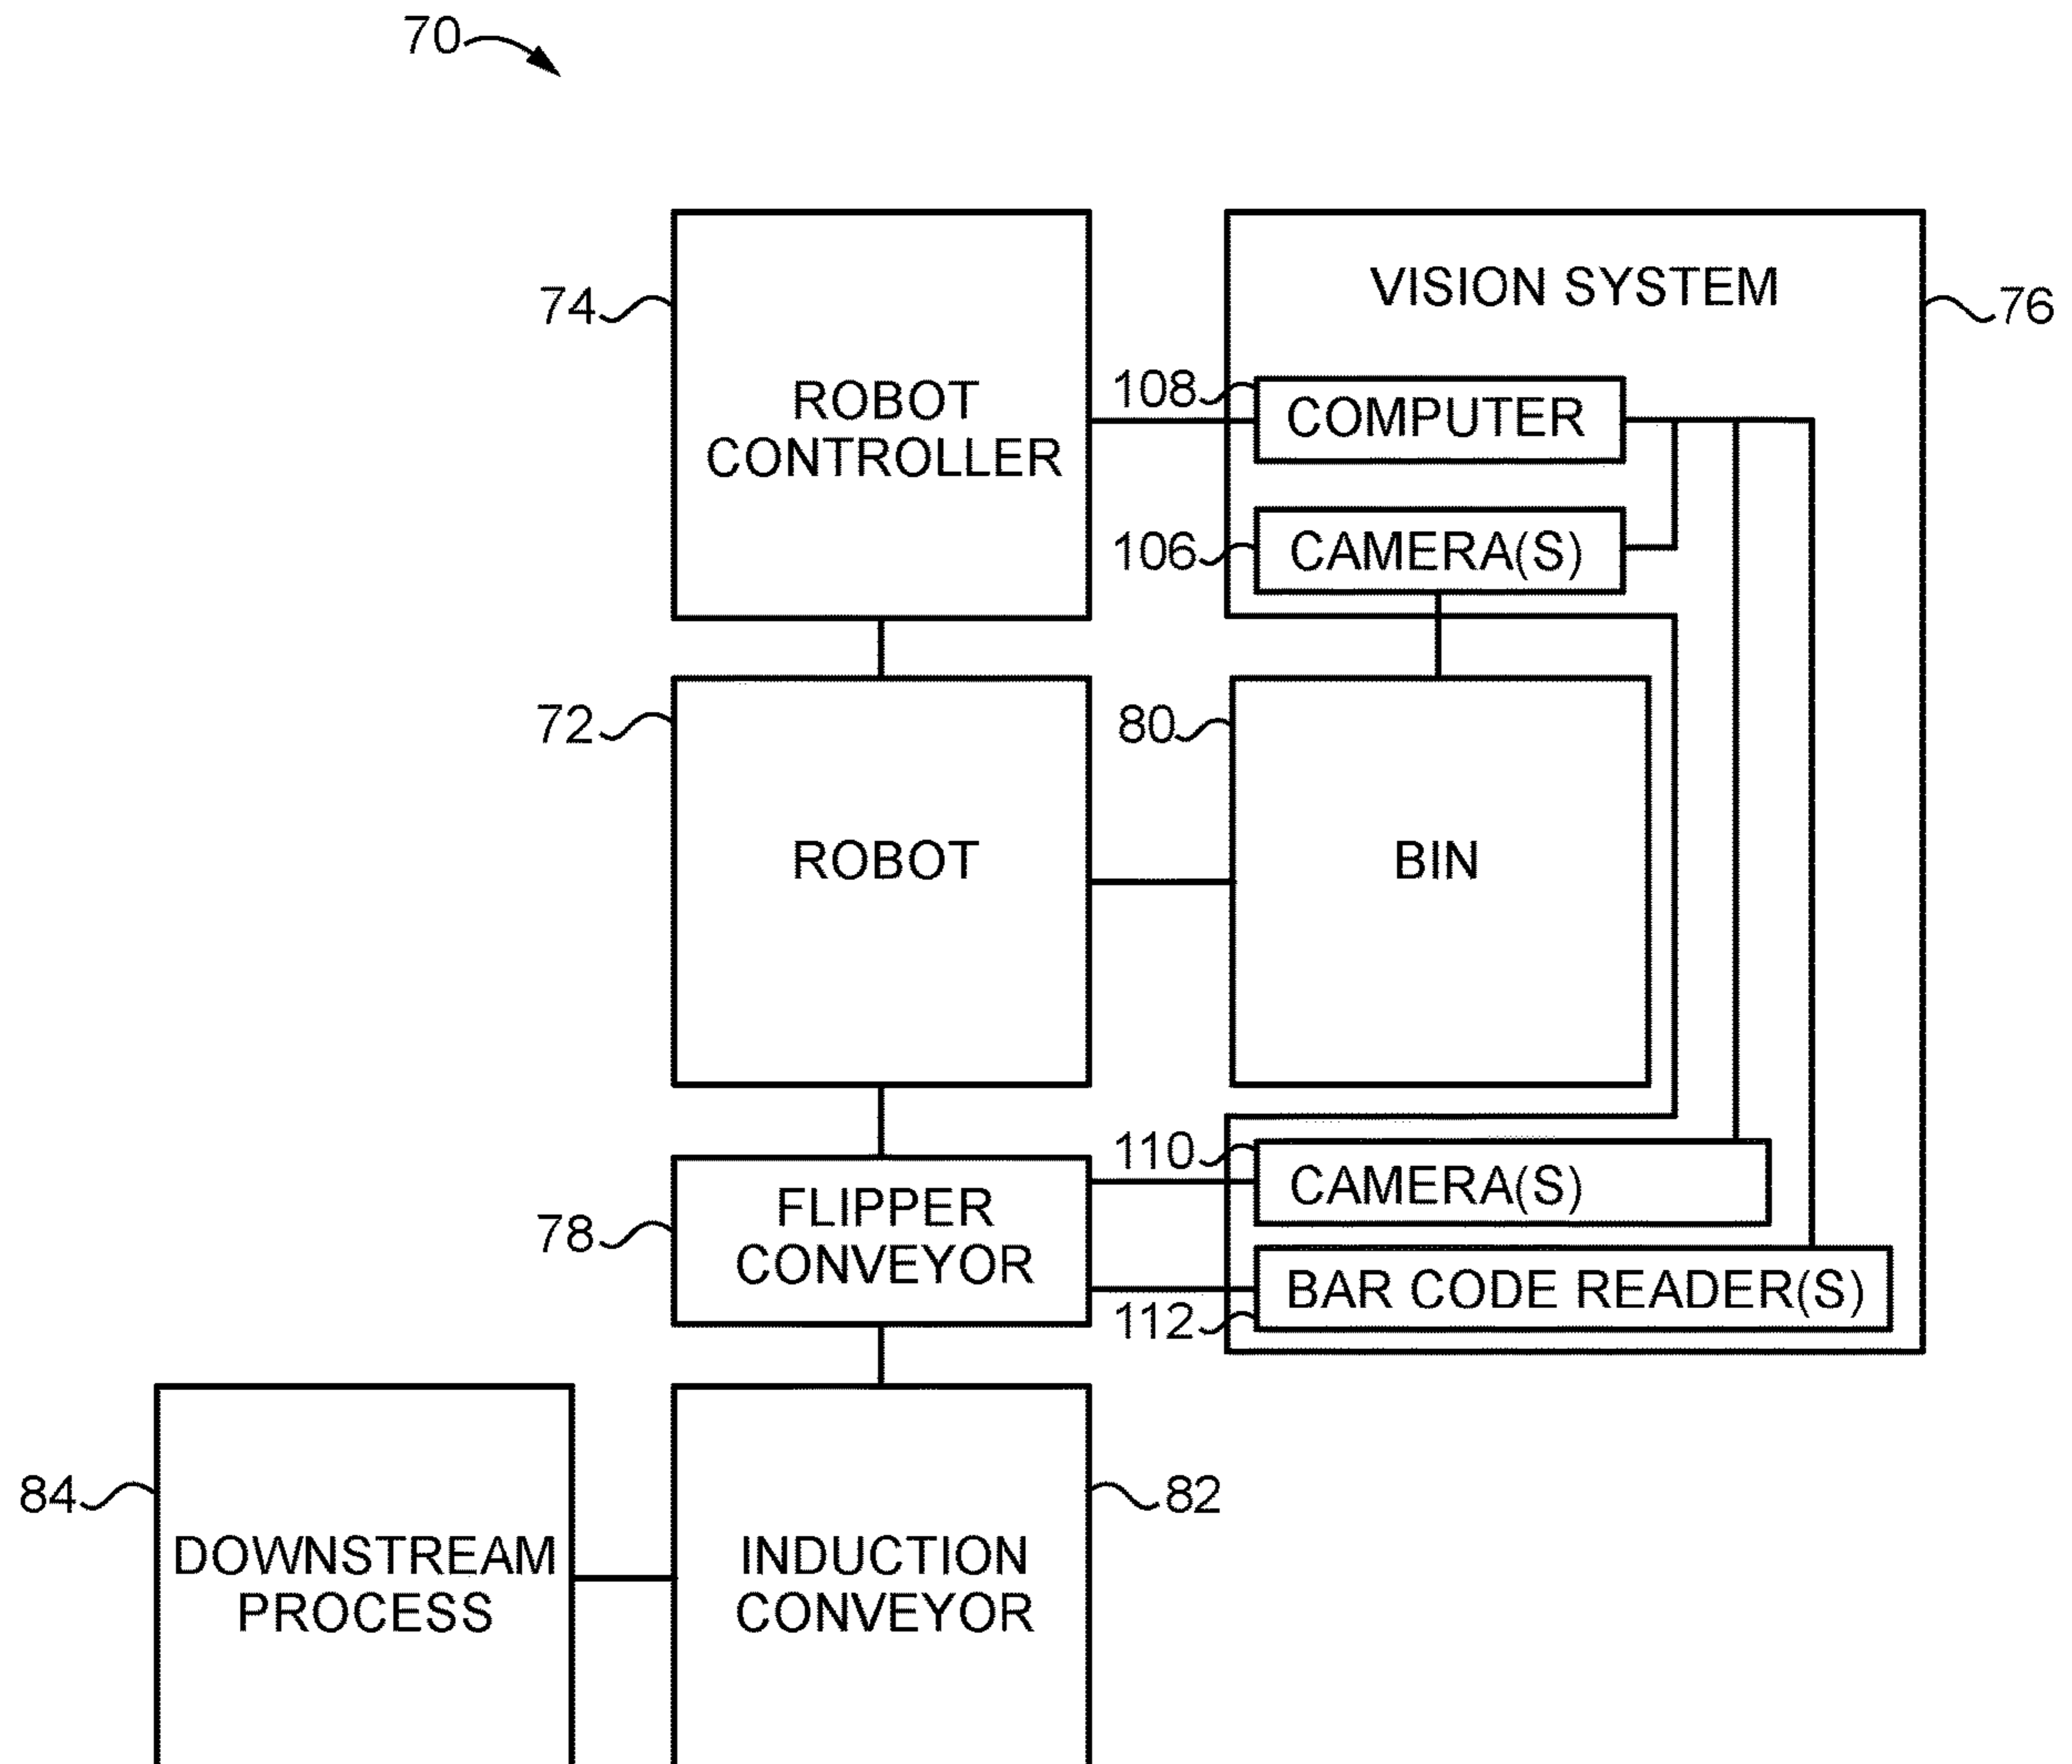 70
VISION SYSTEM
74
76
ROBOT
CONTROLLER
108
COMPUTER
106
CAMERA(S)
72
80
ROBOT
BIN
110
CAMERA(S)
78
FLIPPER
CONVEYOR
BAR CODE READER(S)
112
84
82
DOWNSTREAM
PROCESS
INDUCTION
CONVEYOR